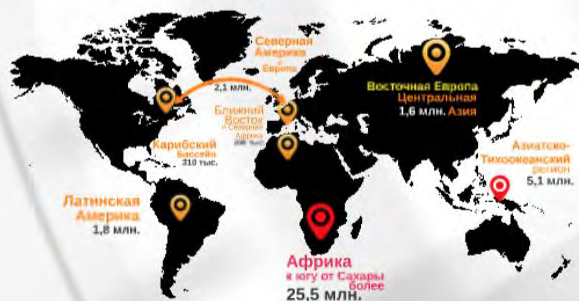 Северная
Америка
и
Европа
2,1 млн.
Восточная Европа
Центральная
1,6 млн. Азия
Ближний
Восток
и Северная
Африка
Карибский
Бассейн
310 тыс.
Азиатско-
Тихоокеанский
регион
5,1 млн.
Латинская
Америка
1,8 млн.
Африка
к югу от Сахары
более
25,5 млн.